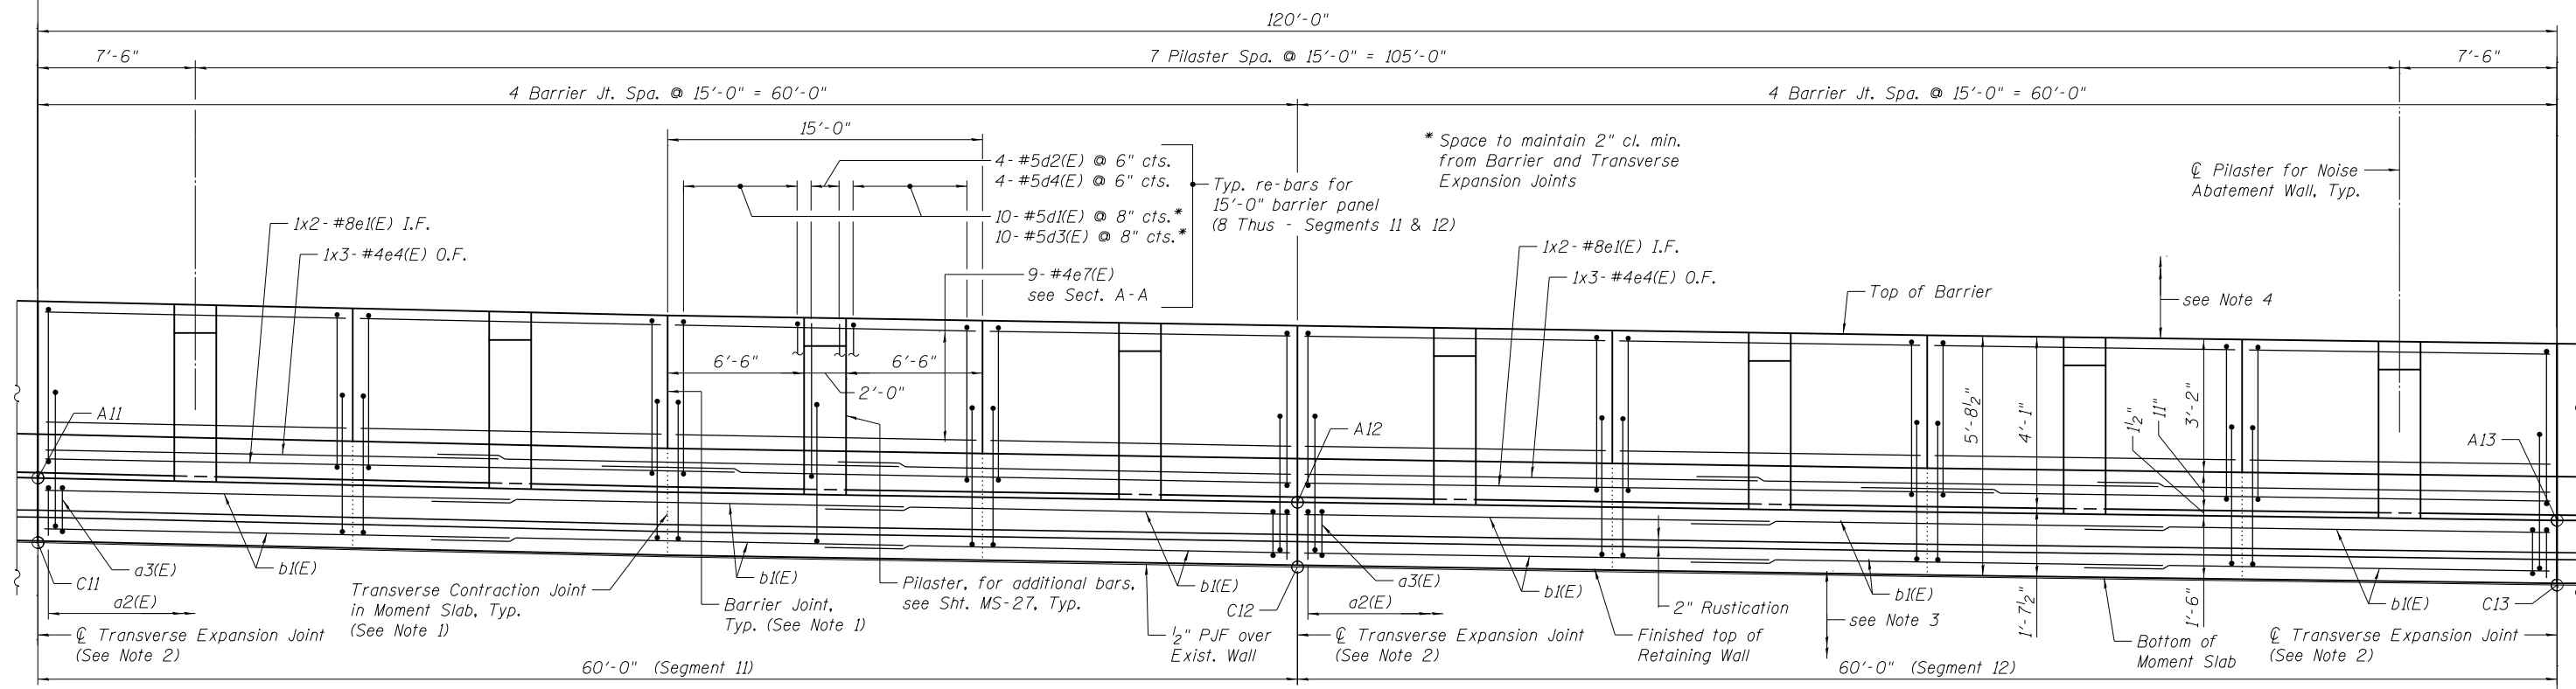 120'-0"
7'-6"
7 Pilaster Spa. @ 15'-0" = 105'-0"
7'-6"
4 Barrier Jt. Spa. @ 15'-0" = 60'-0"
4 Barrier Jt. Spa. @ 15'-0" = 60'-0"
15'-0"
4- #5d2(E) @ 6" cts.
4- #5d4(E) @ 6" cts.
10- #5d1(E) @ 8" cts.*
10- #5d3(E) @ 8" cts.*
9- #4e7(E)
see Sect. A-A
Typ. re-bars for
15'-0" barrier panel
(8 Thus - Segments 11 & 12)
* Space to maintain 2" cl. min.
from Barrier and Transverse
Expansion Joints
℄ Pilaster for Noise
Abatement Wall, Typ.
1x2- #8e1(E) I.F.
1x3- #4e4(E) O.F.
1x2- #8e1(E) I.F.
1x3- #4e4(E) O.F.
Top of Barrier
see Note 4
6'-6"
6'-6"
2'-0"
5'-8½"
4'-1"
1½"
11"
3'-2"
A11
A12
A13
C11
a3(E)
b1(E)
a2(E)
Transverse Contraction Joint
in Moment Slab, Typ.
(See Note 1)
b1(E)
Barrier Joint,
Typ. (See Note 1)
Pilaster, for additional bars,
see Sht. MS-27, Typ.
b1(E)
C12
½" PJF over
Exist. Wall
a3(E)
a2(E)
b1(E)
2" Rustication
Finished top of
Retaining Wall
b1(E)
see Note 3
1'-7½"
1'-6"
Bottom of
Moment Slab
b1(E)
C13
℄ Transverse Expansion Joint
(See Note 2)
℄ Transverse Expansion Joint
(See Note 2)
℄ Transverse Expansion Joint
(See Note 2)
60'-0" (Segment 11)
60'-0" (Segment 12)